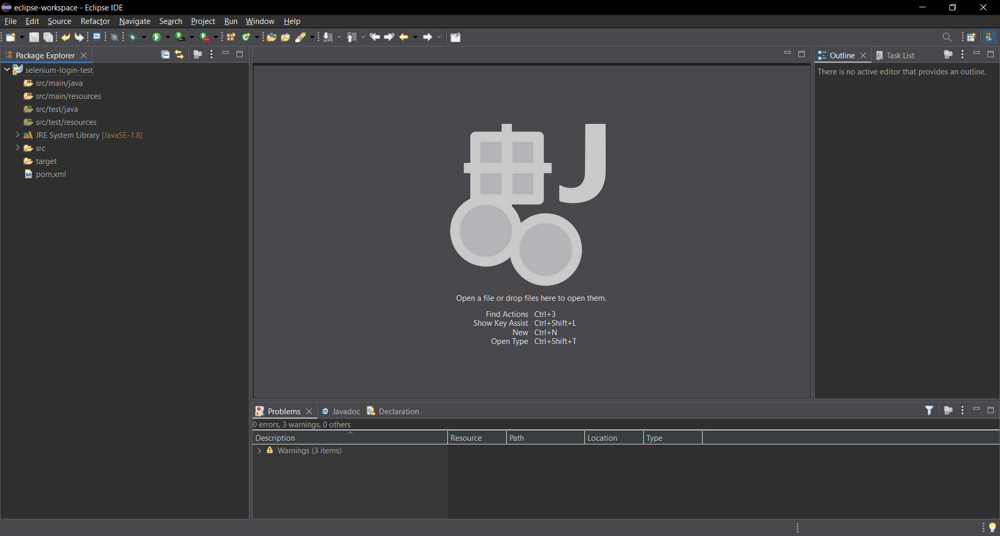 eclipse-workspace - Eclipse IDE
File Edit Source Refactor Navigate Search Project Run Window Help
Package Explorer
selenium-login-test
src/main/java
src/main/resources
src/test/java
src/test/resources
JRE System Library [JavaSE-1.8]
src
target
pom.xml
Open a file or drop files here to open them.
Find Actions Ctrl+3
Show Key Assist Ctrl+Shift+L
New Ctrl+N
Open Type Ctrl+Shift+T
Outline Task List
There is no active editor that provides an outline.
Problems @ Javadoc Declaration
0 errors, 3 warnings, 0 others
Description Resource Path Location Type
Warnings (3 items)